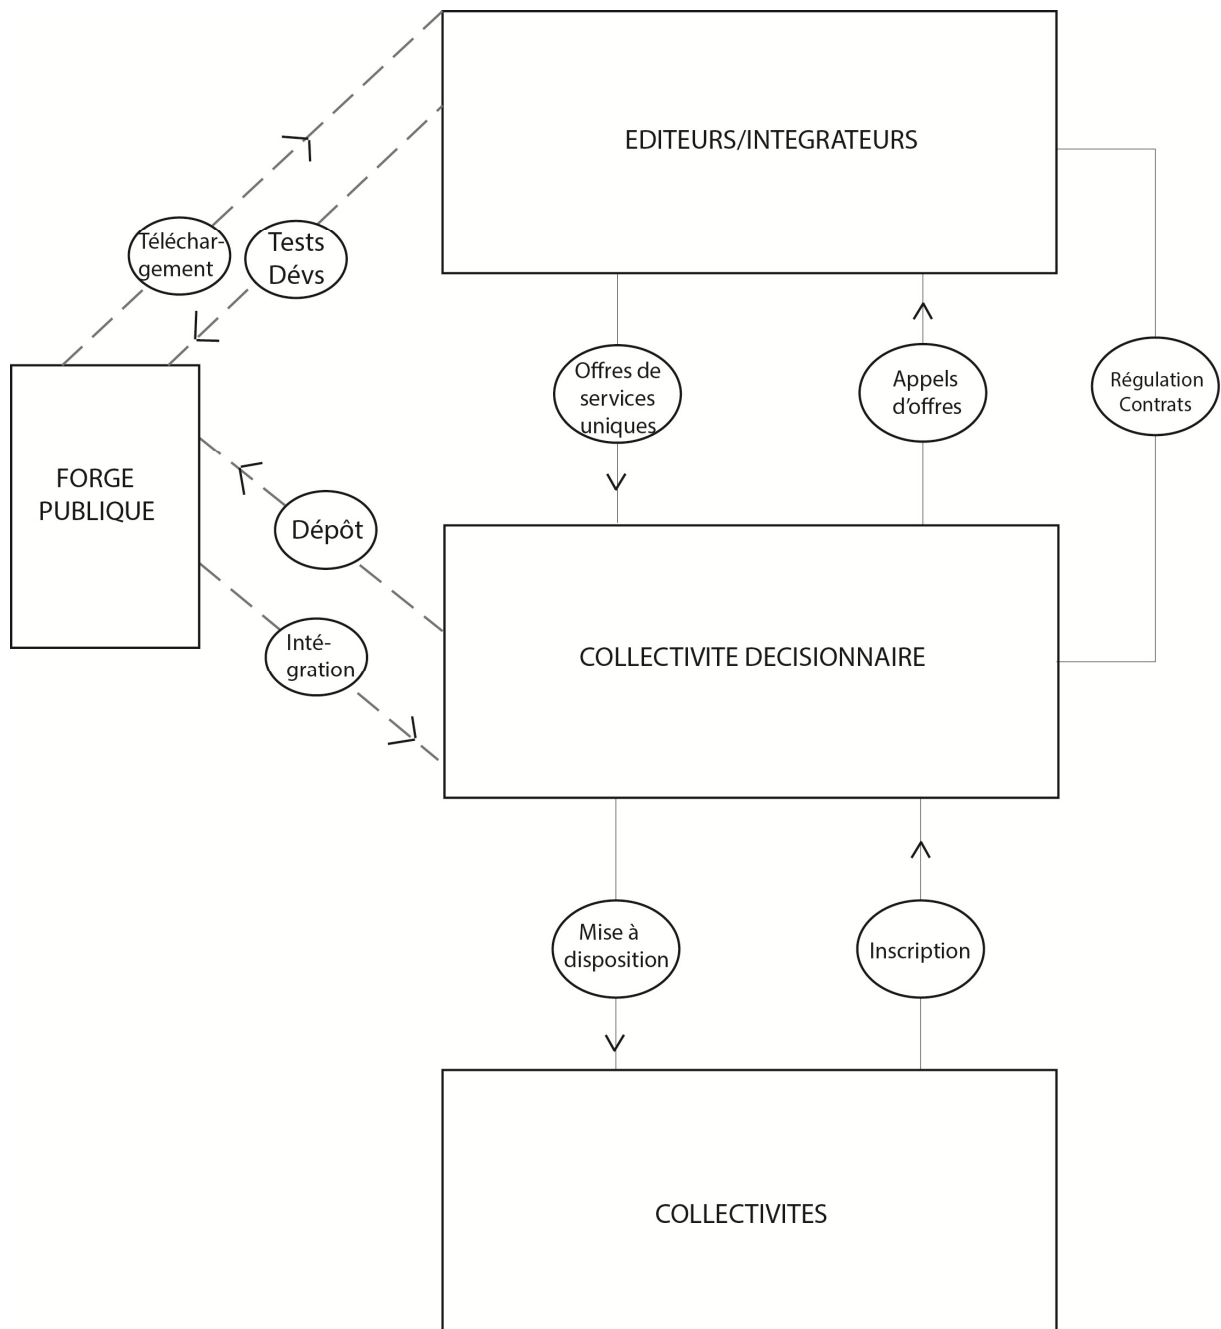 EDITEURS/INTEGRATEURS
Téléchar-
gement
Tests
Dévs
Offres de
services
uniques
Appels
d’offres
Régulation
Contrats
FORGE
PUBLIQUE
Dépôt
Inté-
gration
COLLECTIVITE DECISIONNAIRE
Mise à
disposition
Inscription
COLLECTIVITES